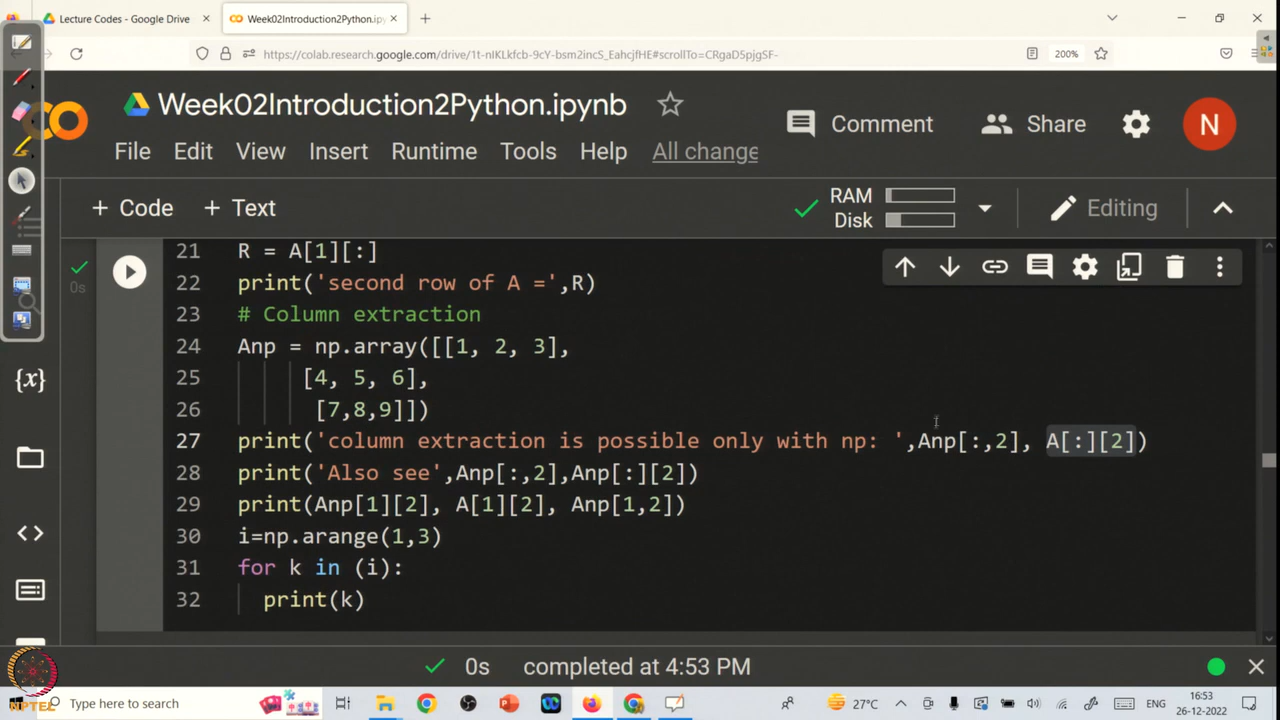 Lecture Codes - Google Drive
Week02Introduction2Python.ipy
https://colab.research.google.com/drive/1t-nIKLkfcb-9cY-bsm2incS_EahcjfHE#scrollTo=CRgaD5pjgSF-
200%
Week02Introduction2Python.ipynb
Comment
Share
N
File Edit View Insert Runtime Tools Help All change
+ Code + Text
RAM
Disk
Editing
21 R = A[1][:]
22 print('second row of A =',R)
23 # Column extraction
0s
24 Anp = np.array([[1, 2, 3],
25 [4, 5, 6],
26 [7,8,9]])
27 print('column extraction is possible only with np: ',Anp[:,2], A[:][2])
28 print('Also see',Anp[:,2],Anp[:][2])
29 print(Anp[1][2], A[1][2], Anp[1,2])
30 i=np.arange(1,3)
31 for k in (i):
32 print(k)
{x}
0s completed at 4:53 PM
NPTEL
Type here to search
27°C
16:53
26-12-2022